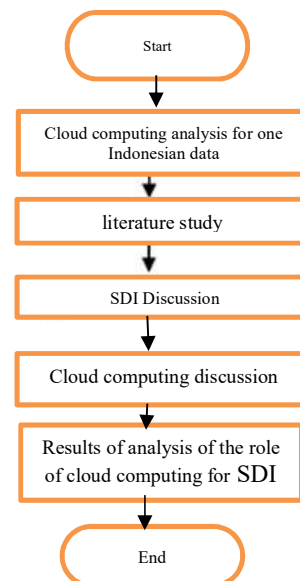 Start
Cloud computing analysis for one
Indonesian data
literature study
SDI Discussion
Cloud computing discussion
Results of analysis of the role
of cloud computing for SDI
End